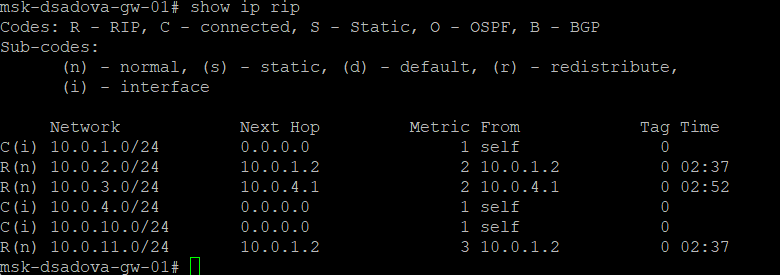 msk-dsadova-gw-01# show ip rip
Codes: R - RIP, C - connected, S - Static, O - OSPF, B - BGP
Sub-codes:
      (n) - normal, (s) - static, (d) - default, (r) - redistribute,
      (i) - interface

     Network            Next Hop         Metric From            Tag Time
C(i) 10.0.1.0/24        0.0.0.0               1 self              0
R(n) 10.0.2.0/24        10.0.1.2              2 10.0.1.2          0 02:37
R(n) 10.0.3.0/24        10.0.4.1              2 10.0.4.1          0 02:52
C(i) 10.0.4.0/24        0.0.0.0               1 self              0
C(i) 10.0.10.0/24       0.0.0.0               1 self              0
R(n) 10.0.11.0/24       10.0.1.2              3 10.0.1.2          0 02:37
msk-dsadova-gw-01#